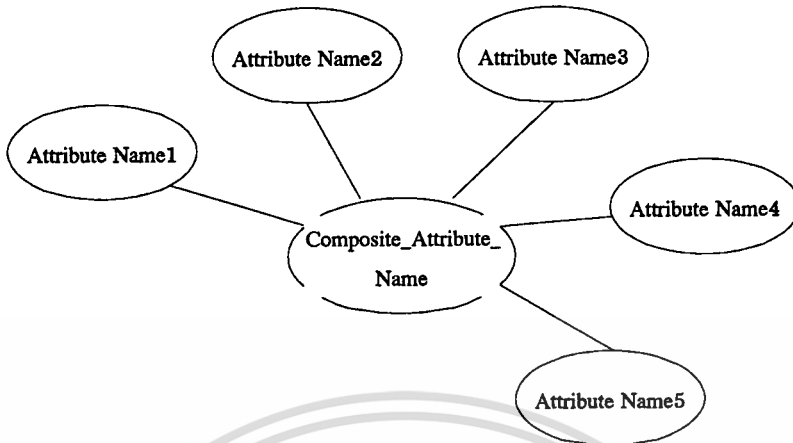 Attribute Name2
Attribute Name3
Attribute Name1
Attribute Name4
Composite_Attribute_
Name
Attribute Name5